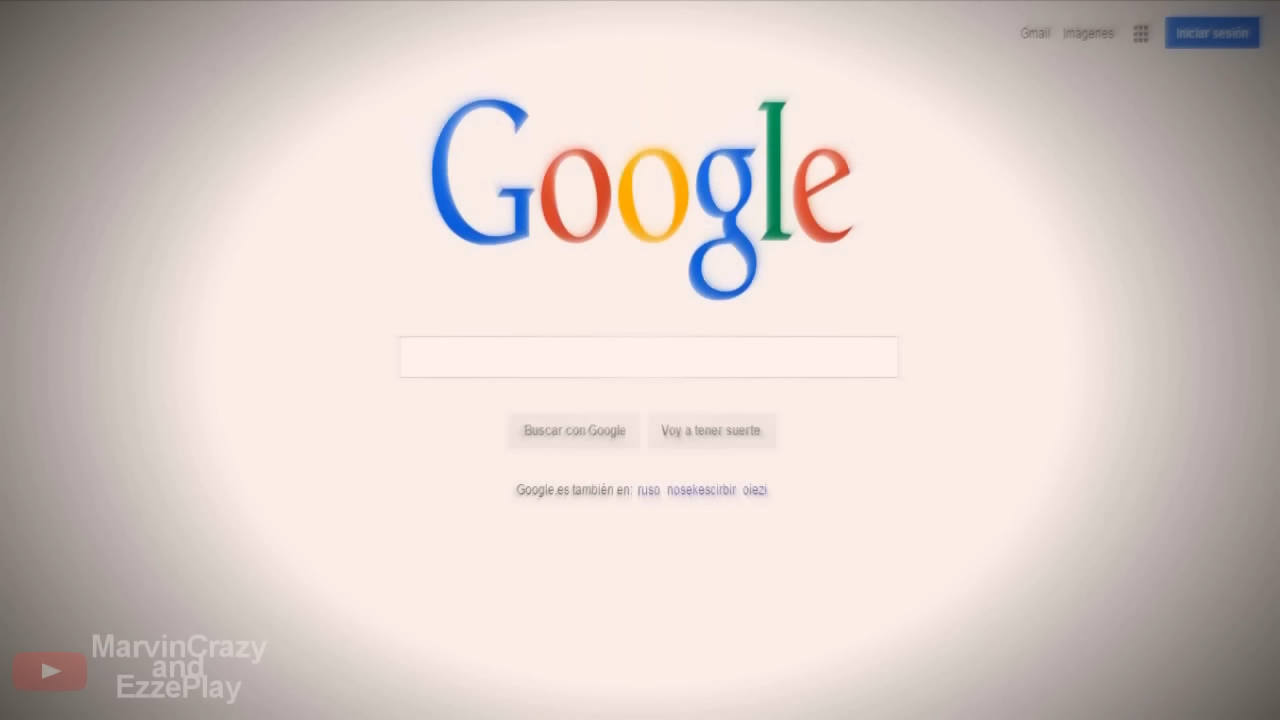 Gmail Imágenes Iniciar sesión
Google
Buscar con Google Voy a tener suerte
Google.es también en: ruso nosekescirbir oiezi
MarvinCrazy
and
EzzePlay